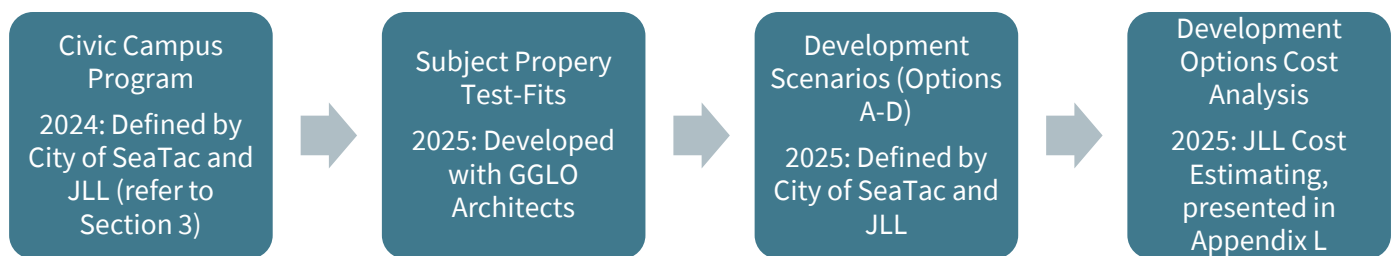 Civic Campus
Program
2024: Defined by
City of SeaTac and
JLL (refer to
Section 3)
Subject Propery
Test-Fits
2025: Developed
with GGLO
Architects
Development
Scenarios (Options
A-D)
2025: Defined by
City of SeaTac and
JLL
Development
Options Cost
Analysis
2025: JLL Cost
Estimating,
presented in
Appendix L